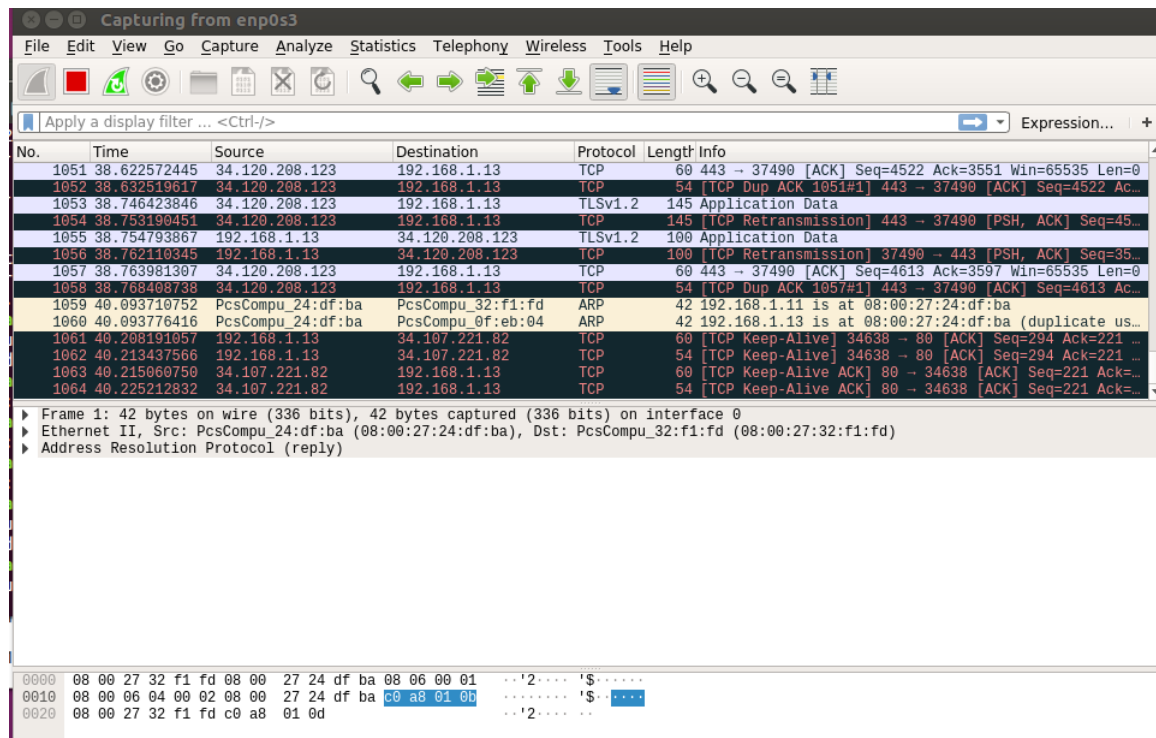 Capturing from enp0s3
File Edit View Go Capture Analyze Statistics Telephony Wireless Tools Help
Apply a display filter ... <Ctrl-/> Expression... +
No. Time Source Destination Protocol Length Info
1051 38.622572445 34.120.208.123 192.168.1.13 TCP 60 443 → 37490 [ACK] Seq=4522 Ack=3551 Win=65535 Len=0
1052 38.632519617 34.120.208.123 192.168.1.13 TCP 54 [TCP Dup ACK 1051#1] 443 → 37490 [ACK] Seq=4522 Ac…
1053 38.746423846 34.120.208.123 192.168.1.13 TLSv1.2 145 Application Data
1054 38.753190451 34.120.208.123 192.168.1.13 TCP 145 [TCP Retransmission] 443 → 37490 [PSH, ACK] Seq=45…
1055 38.754793867 192.168.1.13 34.120.208.123 TLSv1.2 100 Application Data
1056 38.762110345 192.168.1.13 34.120.208.123 TCP 100 [TCP Retransmission] 37490 → 443 [PSH, ACK] Seq=35…
1057 38.763981307 34.120.208.123 192.168.1.13 TCP 60 443 → 37490 [ACK] Seq=4613 Ack=3597 Win=65535 Len=0
1058 38.768408738 34.120.208.123 192.168.1.13 TCP 54 [TCP Dup ACK 1057#1] 443 → 37490 [ACK] Seq=4613 Ac…
1059 40.093710752 PcsCompu_24:df:ba PcsCompu_32:f1:fd ARP 42 192.168.1.11 is at 08:00:27:24:df:ba
1060 40.093776416 PcsCompu_24:df:ba PcsCompu_0f:eb:04 ARP 42 192.168.1.13 is at 08:00:27:24:df:ba (duplicate us…
1061 40.208191057 192.168.1.13 34.107.221.82 TCP 60 [TCP Keep-Alive] 34638 → 80 [ACK] Seq=294 Ack=221 …
1062 40.213437566 192.168.1.13 34.107.221.82 TCP 54 [TCP Keep-Alive] 34638 → 80 [ACK] Seq=294 Ack=221 …
1063 40.215060750 34.107.221.82 192.168.1.13 TCP 60 [TCP Keep-Alive ACK] 80 → 34638 [ACK] Seq=221 Ack=…
1064 40.225212832 34.107.221.82 192.168.1.13 TCP 54 [TCP Keep-Alive ACK] 80 → 34638 [ACK] Seq=221 Ack=…
Frame 1: 42 bytes on wire (336 bits), 42 bytes captured (336 bits) on interface 0
Ethernet II, Src: PcsCompu_24:df:ba (08:00:27:24:df:ba), Dst: PcsCompu_32:f1:fd (08:00:27:32:f1:fd)
Address Resolution Protocol (reply)
0000 08 00 27 32 f1 fd 08 00 27 24 df ba 08 06 00 01 ··'2···· '$······
0010 08 00 06 04 00 02 08 00 27 24 df ba c0 a8 01 0b ········ '$······
0020 08 00 27 32 f1 fd c0 a8 01 0d ··'2···· ··